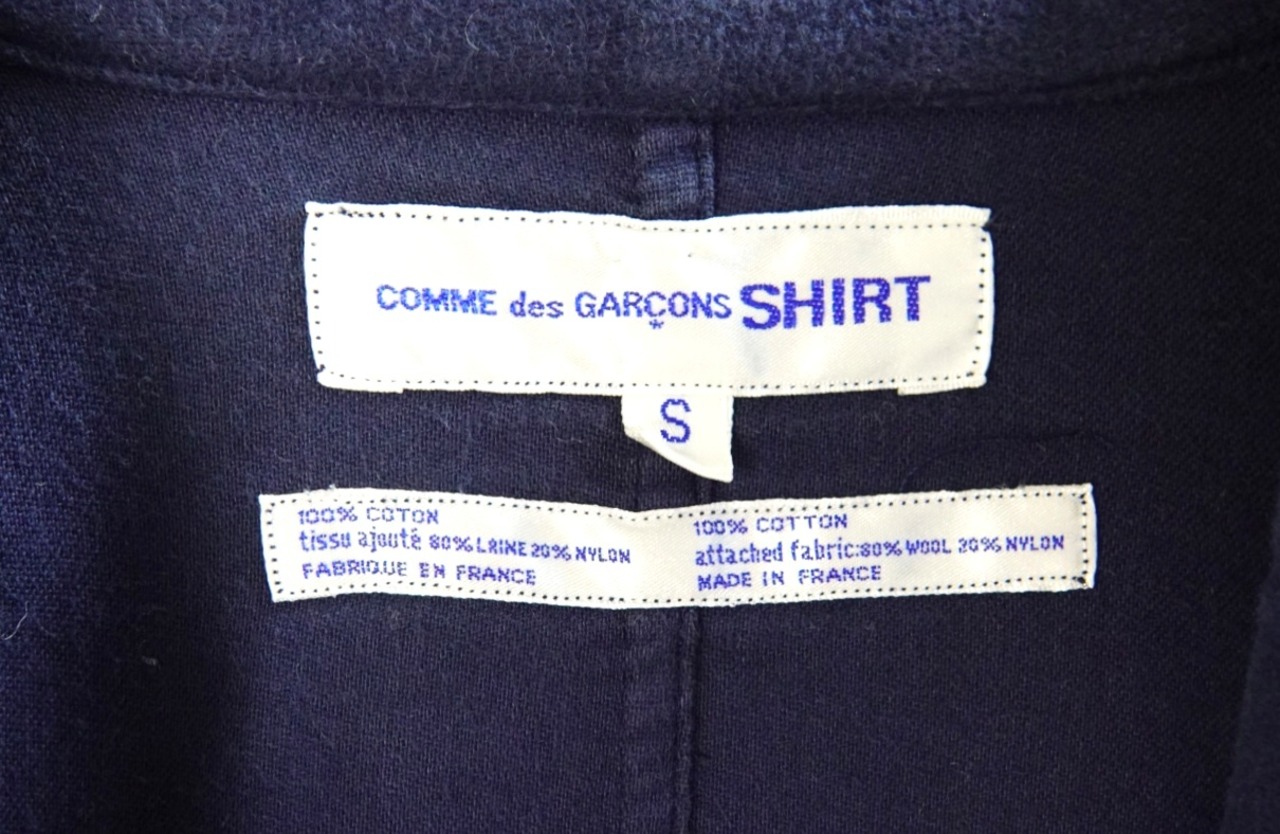 COMME des GARÇONS SHIRT
S
100% COTON
tissu ajouté 80% LAINE 20% NYLON
FABRIQUE EN FRANCE
100% COTTON
attached fabric:80% WOOL 20% NYLON
MADE IN FRANCE